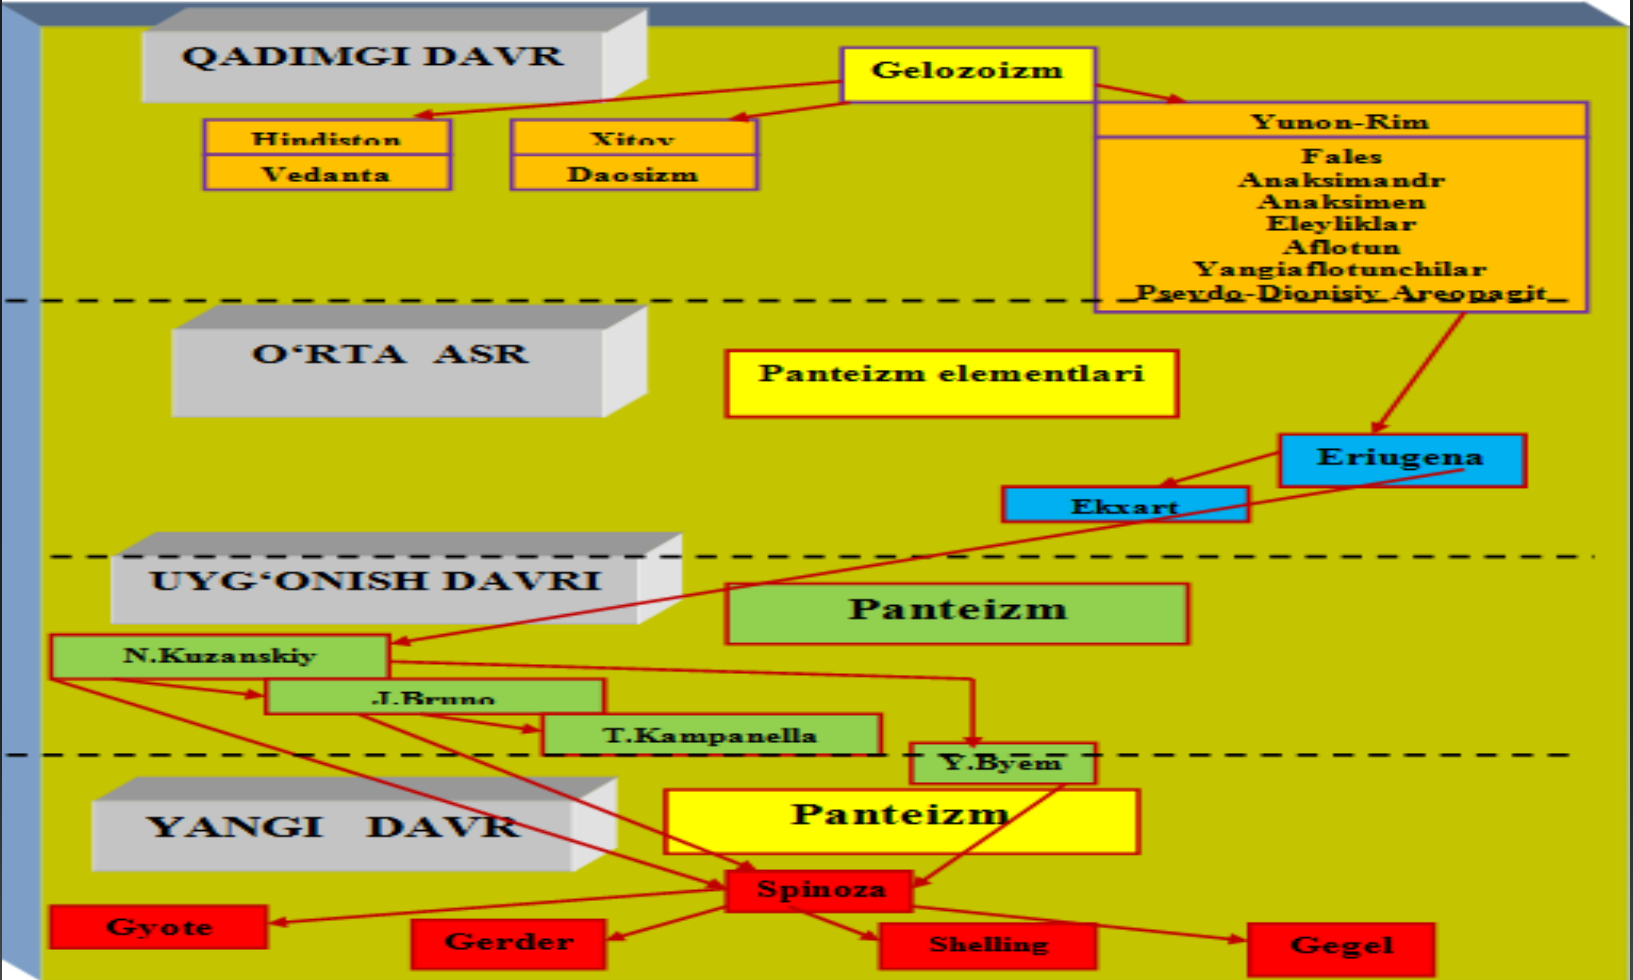 QADIMGI DAVR
Gelozoizm
Hindiston
Vedanta
Xitoy
Daosizm
Yunon-Rim
Fales
Anaksimandr
Anaksimen
Eleyliklar
Aflotun
Yangiaflotunchilar
Pseydo-Dionisiy Areopagit
O‘RTA ASR
Panteizm elementlari
Eriugena
Ekxart
UYG‘ONISH DAVRI
Panteizm
N.Kuzanskiy
J.Bruno
T.Kampanella
Y.Byem
YANGI DAVR
Panteizm
Spinoza
Gyote
Gerder
Shelling
Gegel